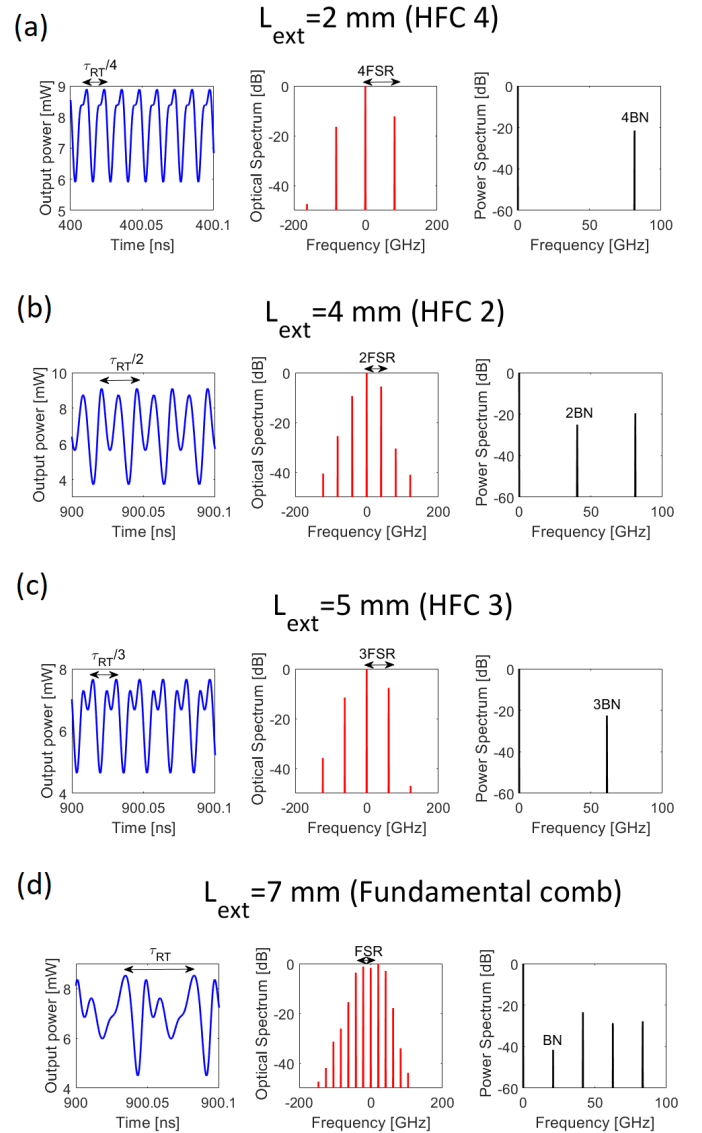 (a)
L_ext=2 mm (HFC 4)
τ_RT/4
Output power [mW]
9
8
7
6
5
400
400.05
400.1
Time [ns]
4FSR
Optical Spectrum [dB]
0
-20
-40
-200
0
200
Frequency [GHz]
4BN
Power Spectrum [dB]
0
-20
-40
-60
0
50
100
Frequency [GHz]
(b)
L_ext=4 mm (HFC 2)
τ_RT/2
Output power [mW]
10
8
6
4
900
900.05
900.1
Time [ns]
2FSR
Optical Spectrum [dB]
0
-20
-40
-200
0
200
Frequency [GHz]
2BN
Power Spectrum [dB]
0
-20
-40
-60
0
50
100
Frequency [GHz]
(c)
L_ext=5 mm (HFC 3)
τ_RT/3
Output power [mW]
8
6
4
900
900.05
900.1
Time [ns]
3FSR
Optical Spectrum [dB]
0
-20
-40
-200
0
200
Frequency [GHz]
3BN
Power Spectrum [dB]
0
-20
-40
-60
0
50
100
Frequency [GHz]
(d)
L_ext=7 mm (Fundamental comb)
τ_RT
Output power [mW]
8
6
4
900
900.05
900.1
Time [ns]
FSR
Optical Spectrum [dB]
0
-20
-40
-200
0
200
Frequency [GHz]
BN
Power Spectrum [dB]
0
-20
-40
-60
0
50
100
Frequency [GHz]